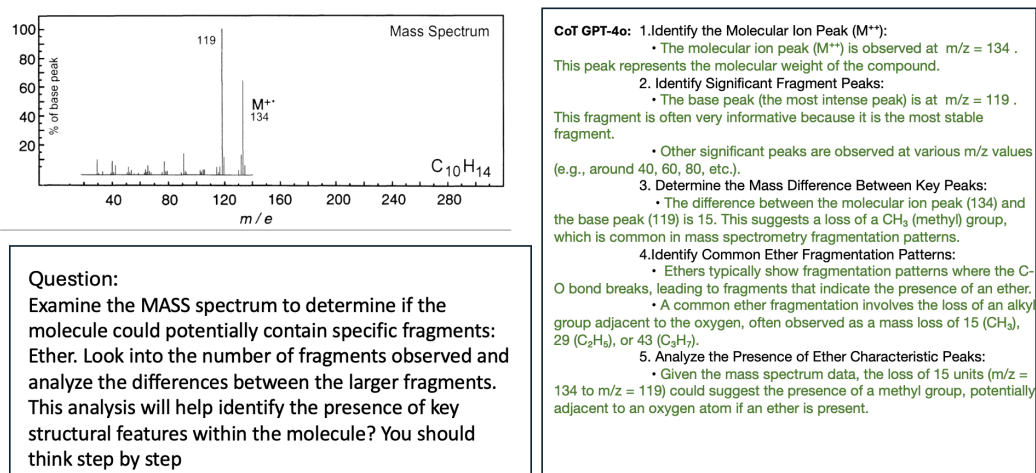 Mass Spectrum
100
80
60
40
20
% of base peak
119
M+·
134
C10H14
40 80 120 160 200 240 280
m / e
Question:
Examine the MASS spectrum to determine if the
molecule could potentially contain specific fragments:
Ether. Look into the number of fragments observed and
analyze the differences between the larger fragments.
This analysis will help identify the presence of key
structural features within the molecule? You should
think step by step
CoT GPT-4o: 1.Identify the Molecular Ion Peak (M⁺⁺):
• The molecular ion peak (M⁺⁺) is observed at m/z = 134 .
This peak represents the molecular weight of the compound.
2. Identify Significant Fragment Peaks:
• The base peak (the most intense peak) is at m/z = 119 .
This fragment is often very informative because it is the most stable
fragment.
• Other significant peaks are observed at various m/z values
(e.g., around 40, 60, 80, etc.).
3. Determine the Mass Difference Between Key Peaks:
• The difference between the molecular ion peak (134) and
the base peak (119) is 15. This suggests a loss of a CH₃ (methyl) group,
which is common in mass spectrometry fragmentation patterns.
4.Identify Common Ether Fragmentation Patterns:
• Ethers typically show fragmentation patterns where the C-
O bond breaks, leading to fragments that indicate the presence of an ether.
• A common ether fragmentation involves the loss of an alkyl
group adjacent to the oxygen, often observed as a mass loss of 15 (CH₃),
29 (C₂H₅), or 43 (C₃H₇).
5. Analyze the Presence of Ether Characteristic Peaks:
• Given the mass spectrum data, the loss of 15 units (m/z =
134 to m/z = 119) could suggest the presence of a methyl group, potentially
adjacent to an oxygen atom if an ether is present.